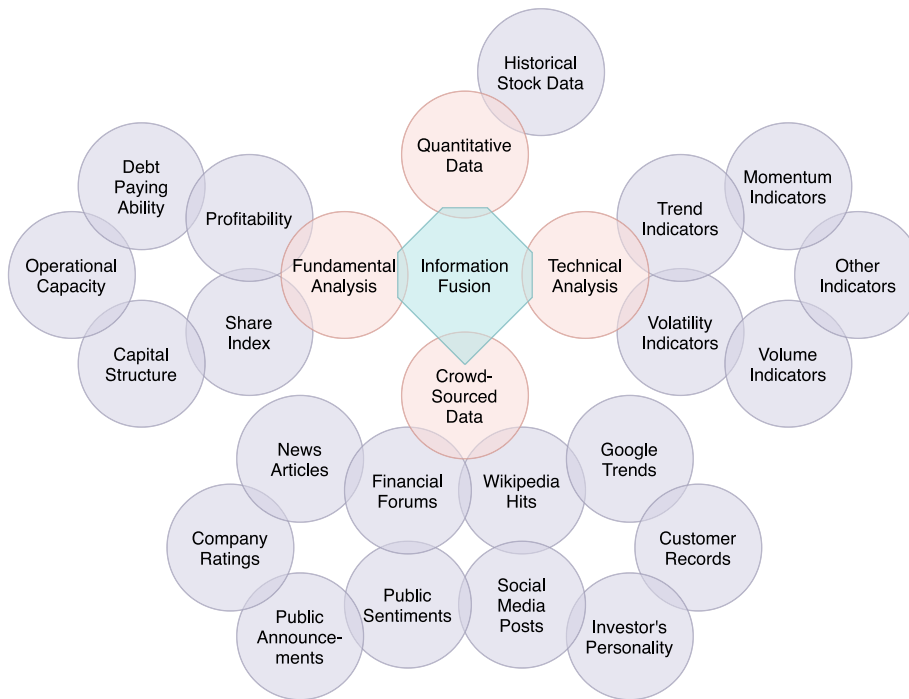 Historical
Stock Data
Quantitative
Data
Debt
Paying
Ability
Profitability
Operational
Capacity
Capital
Structure
Share
Index
Fundamental
Analysis
Information
Fusion
Technical
Analysis
Trend
Indicators
Momentum
Indicators
Other
Indicators
Volatility
Indicators
Volume
Indicators
Crowd-
Sourced
Data
News
Articles
Financial
Forums
Wikipedia
Hits
Google
Trends
Company
Ratings
Customer
Records
Public
Announce-
ments
Public
Sentiments
Social
Media
Posts
Investor's
Personality